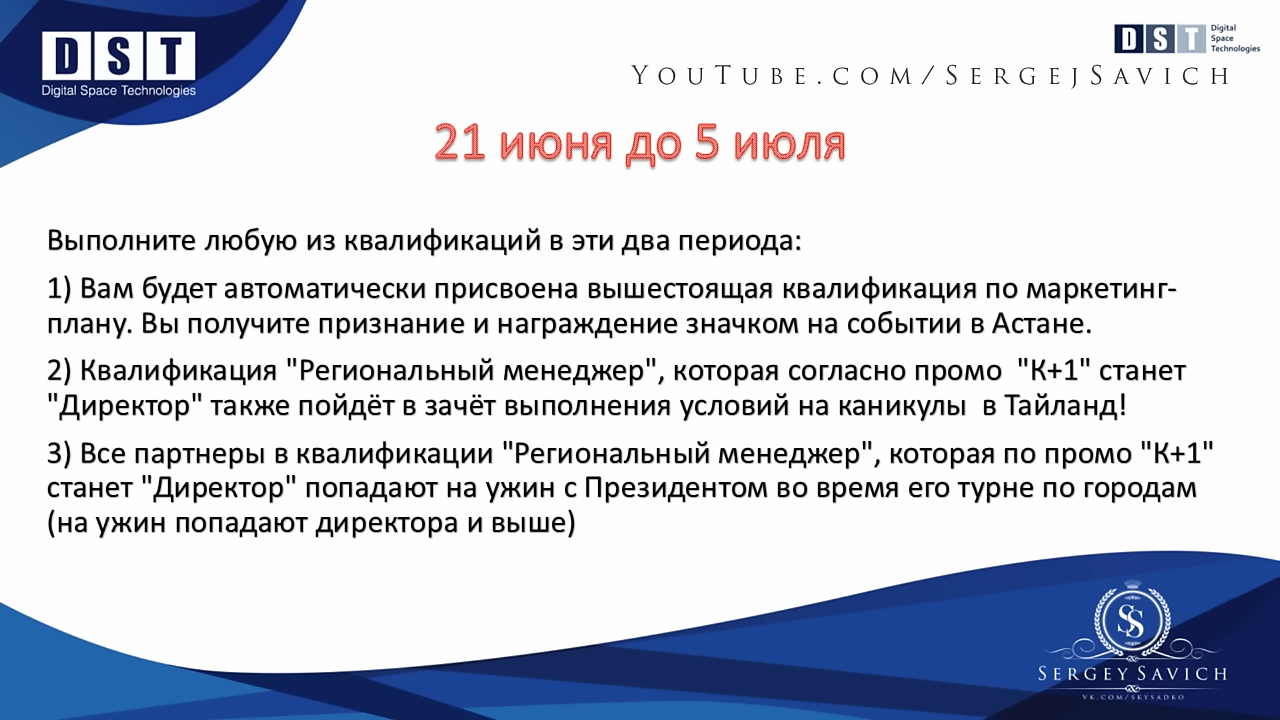 DST
Digital Space Technologies
DST
Digital
Space
Technologies
YouTube.com/SergejSavich
21 июня до 5 июля
Выполните любую из квалификаций в эти два периода:
1) Вам будет автоматически присвоена вышестоящая квалификация по маркетинг-
плану. Вы получите признание и награждение значком на событии в Астане.
2) Квалификация "Региональный менеджер", которая согласно промо  "К+1" станет
"Директор" также пойдёт в зачёт выполнения условий на каникулы  в Тайланд!
3) Все партнеры в квалификации "Региональный менеджер", которая по промо "К+1"
станет "Директор" попадают на ужин с Президентом во время его турне по городам
(на ужин попадают директора и выше)
SS
Sergey Savich
vk.com/skysadko